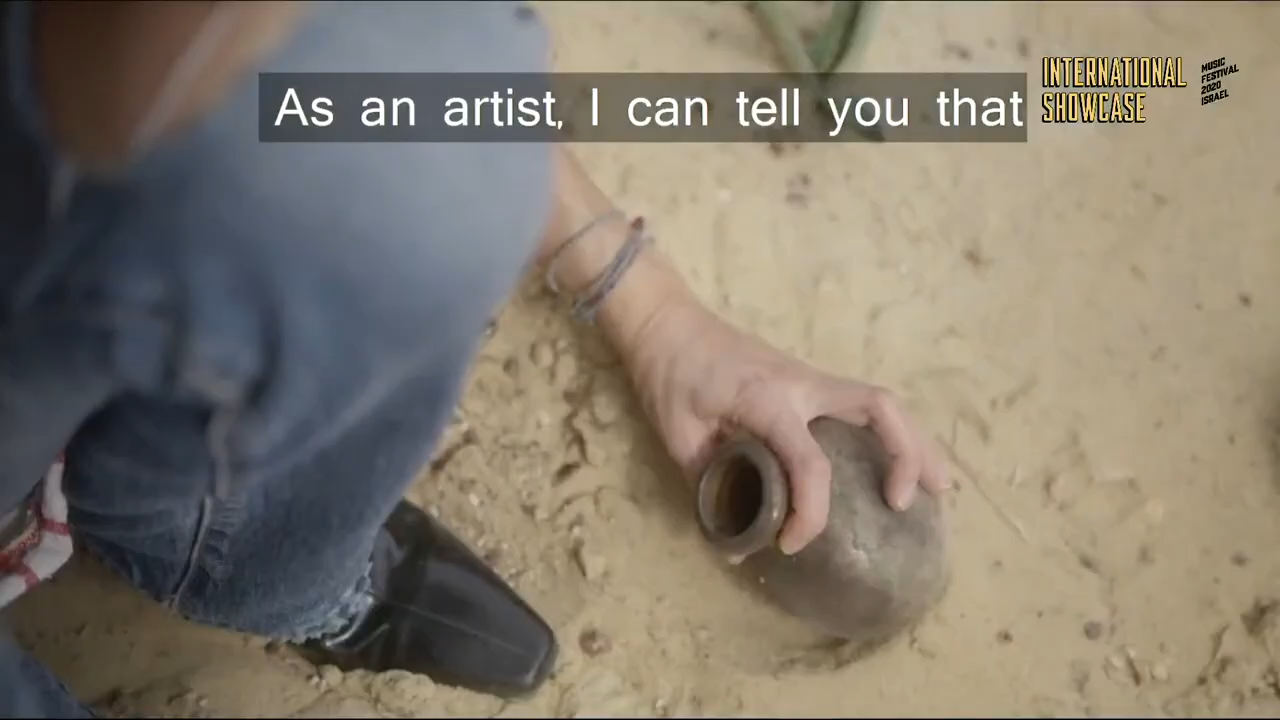 As an artist, I can tell you that
INTERNATIONAL
SHOWCASE
MUSIC
FESTIVAL
2020
ISRAEL